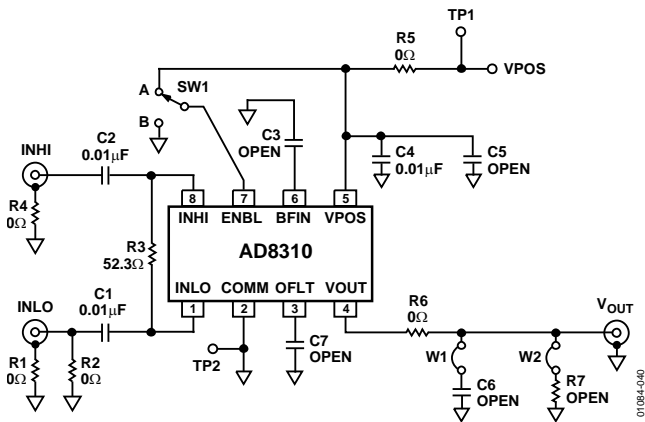 TP1
R5
0Ω
VPOS
A
SW1
B
C3
OPEN
C2
0.01μF
INHI
C4
0.01μF
C5
OPEN
R4
0Ω
8
7
6
5
INHI
ENBL
BFIN
VPOS
R3
52.3Ω
AD8310
INLO
COMM
OFLT
VOUT
1
2
3
4
INLO
C1
0.01μF
R6
0Ω
VOUT
R1
0Ω
R2
0Ω
TP2
C7
OPEN
W1
W2
C6
OPEN
R7
OPEN
01084-040